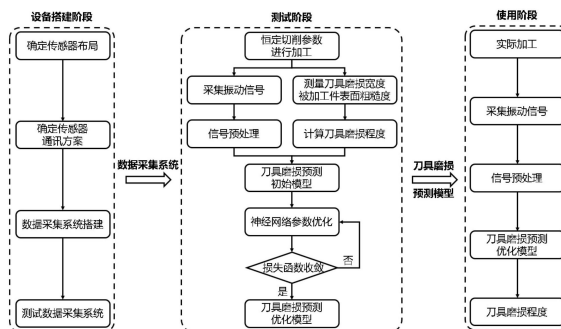 设备搭建阶段
确定传感器布局
确定传感器
通讯方案
数据采集系统搭建
测试数据采集系统
数据采集系统
测试阶段
恒定切削参数
进行加工
采集振动信号
测量刀具磨损宽度
被加工件表面粗糙度
信号预处理
计算刀具磨损程度
刀具磨损预测
初始模型
神经网络参数优化
损失函数收敛
否
是
刀具磨损预测
优化模型
刀具磨损
预测模型
使用阶段
实际加工
采集振动信号
信号预处理
刀具磨损预测
优化模型
刀具磨损程度